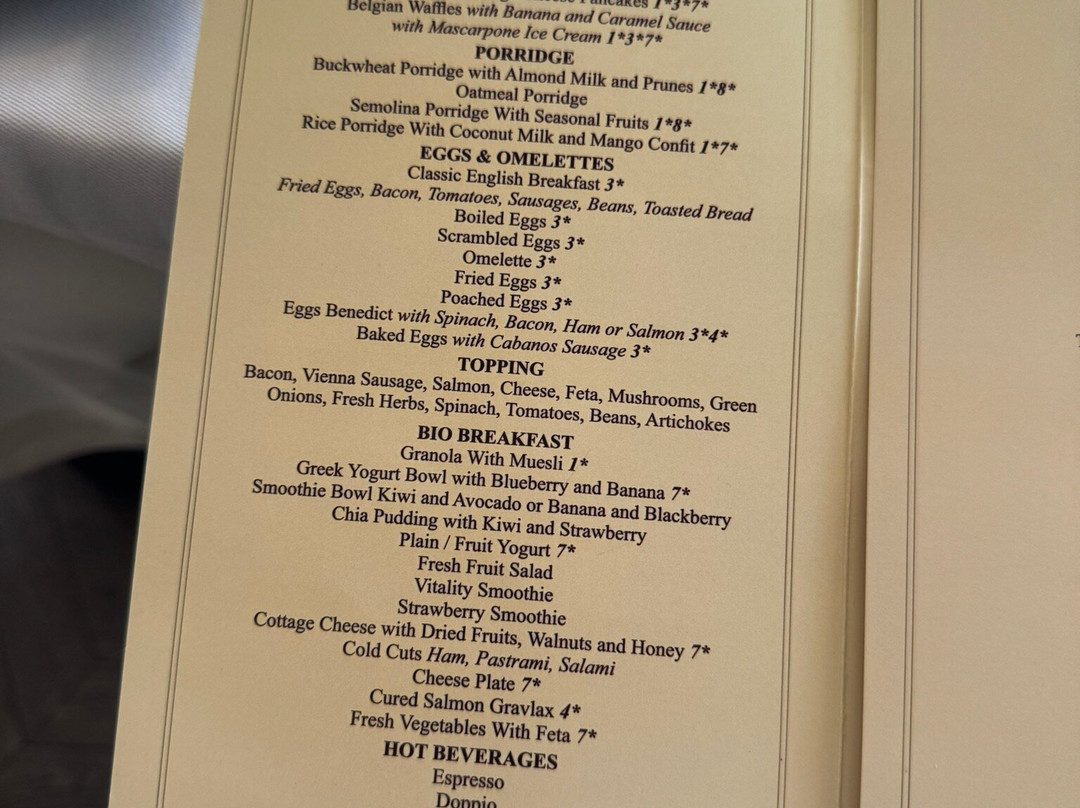 Pancakes 1*3*7*
Belgian Waffles with Banana and Caramel Sauce
with Mascarpone Ice Cream 1*3*7*
PORRIDGE
Buckwheat Porridge with Almond Milk and Prunes 1*8*
Oatmeal Porridge
Semolina Porridge With Seasonal Fruits 1*8*
Rice Porridge With Coconut Milk and Mango Confit 1*7*
EGGS & OMELETTES
Classic English Breakfast 3*
Fried Eggs, Bacon, Tomatoes, Sausages, Beans, Toasted Bread
Boiled Eggs 3*
Scrambled Eggs 3*
Omelette 3*
Fried Eggs 3*
Poached Eggs 3*
Eggs Benedict with Spinach, Bacon, Ham or Salmon 3*4*
Baked Eggs with Cabanos Sausage 3*
TOPPING
Bacon, Vienna Sausage, Salmon, Cheese, Feta, Mushrooms, Green
Onions, Fresh Herbs, Spinach, Tomatoes, Beans, Artichokes
BIO BREAKFAST
Granola With Muesli 1*
Greek Yogurt Bowl with Blueberry and Banana 7*
Smoothie Bowl Kiwi and Avocado or Banana and Blackberry
Chia Pudding with Kiwi and Strawberry
Plain / Fruit Yogurt 7*
Fresh Fruit Salad
Vitality Smoothie
Strawberry Smoothie
Cottage Cheese with Dried Fruits, Walnuts and Honey 7*
Cold Cuts Ham, Pastrami, Salami
Cheese Plate 7*
Cured Salmon Gravlax 4*
Fresh Vegetables With Feta 7*
HOT BEVERAGES
Espresso
Doppio